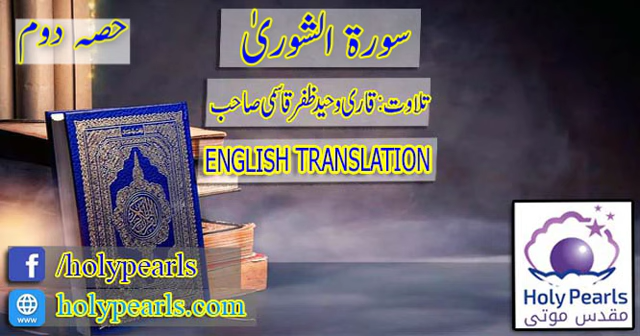 حصہ دوم
سورۃ الشوریٰ
تلاوت: قاری وحید ظفر قاسمی صاحب
ENGLISH TRANSLATION
/holypearls
www
holypearls.com
Holy Pearls
مقدس موتی